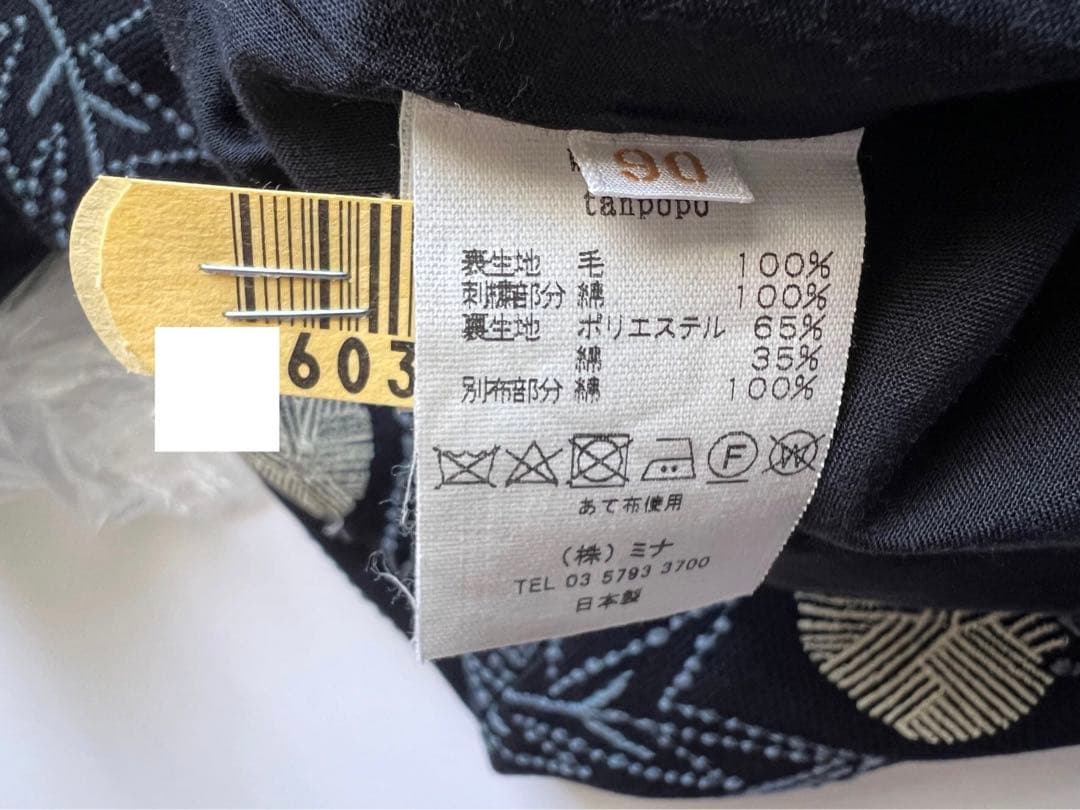 90
tanpopo
表生地 毛 100%
刺繍部分 綿 100%
裏生地 ポリエステル 65%
綿 35%
別布部分 綿 100%
F
W
あて布使用
(株)ミナ
TEL 03 5793 3700
日本製
603